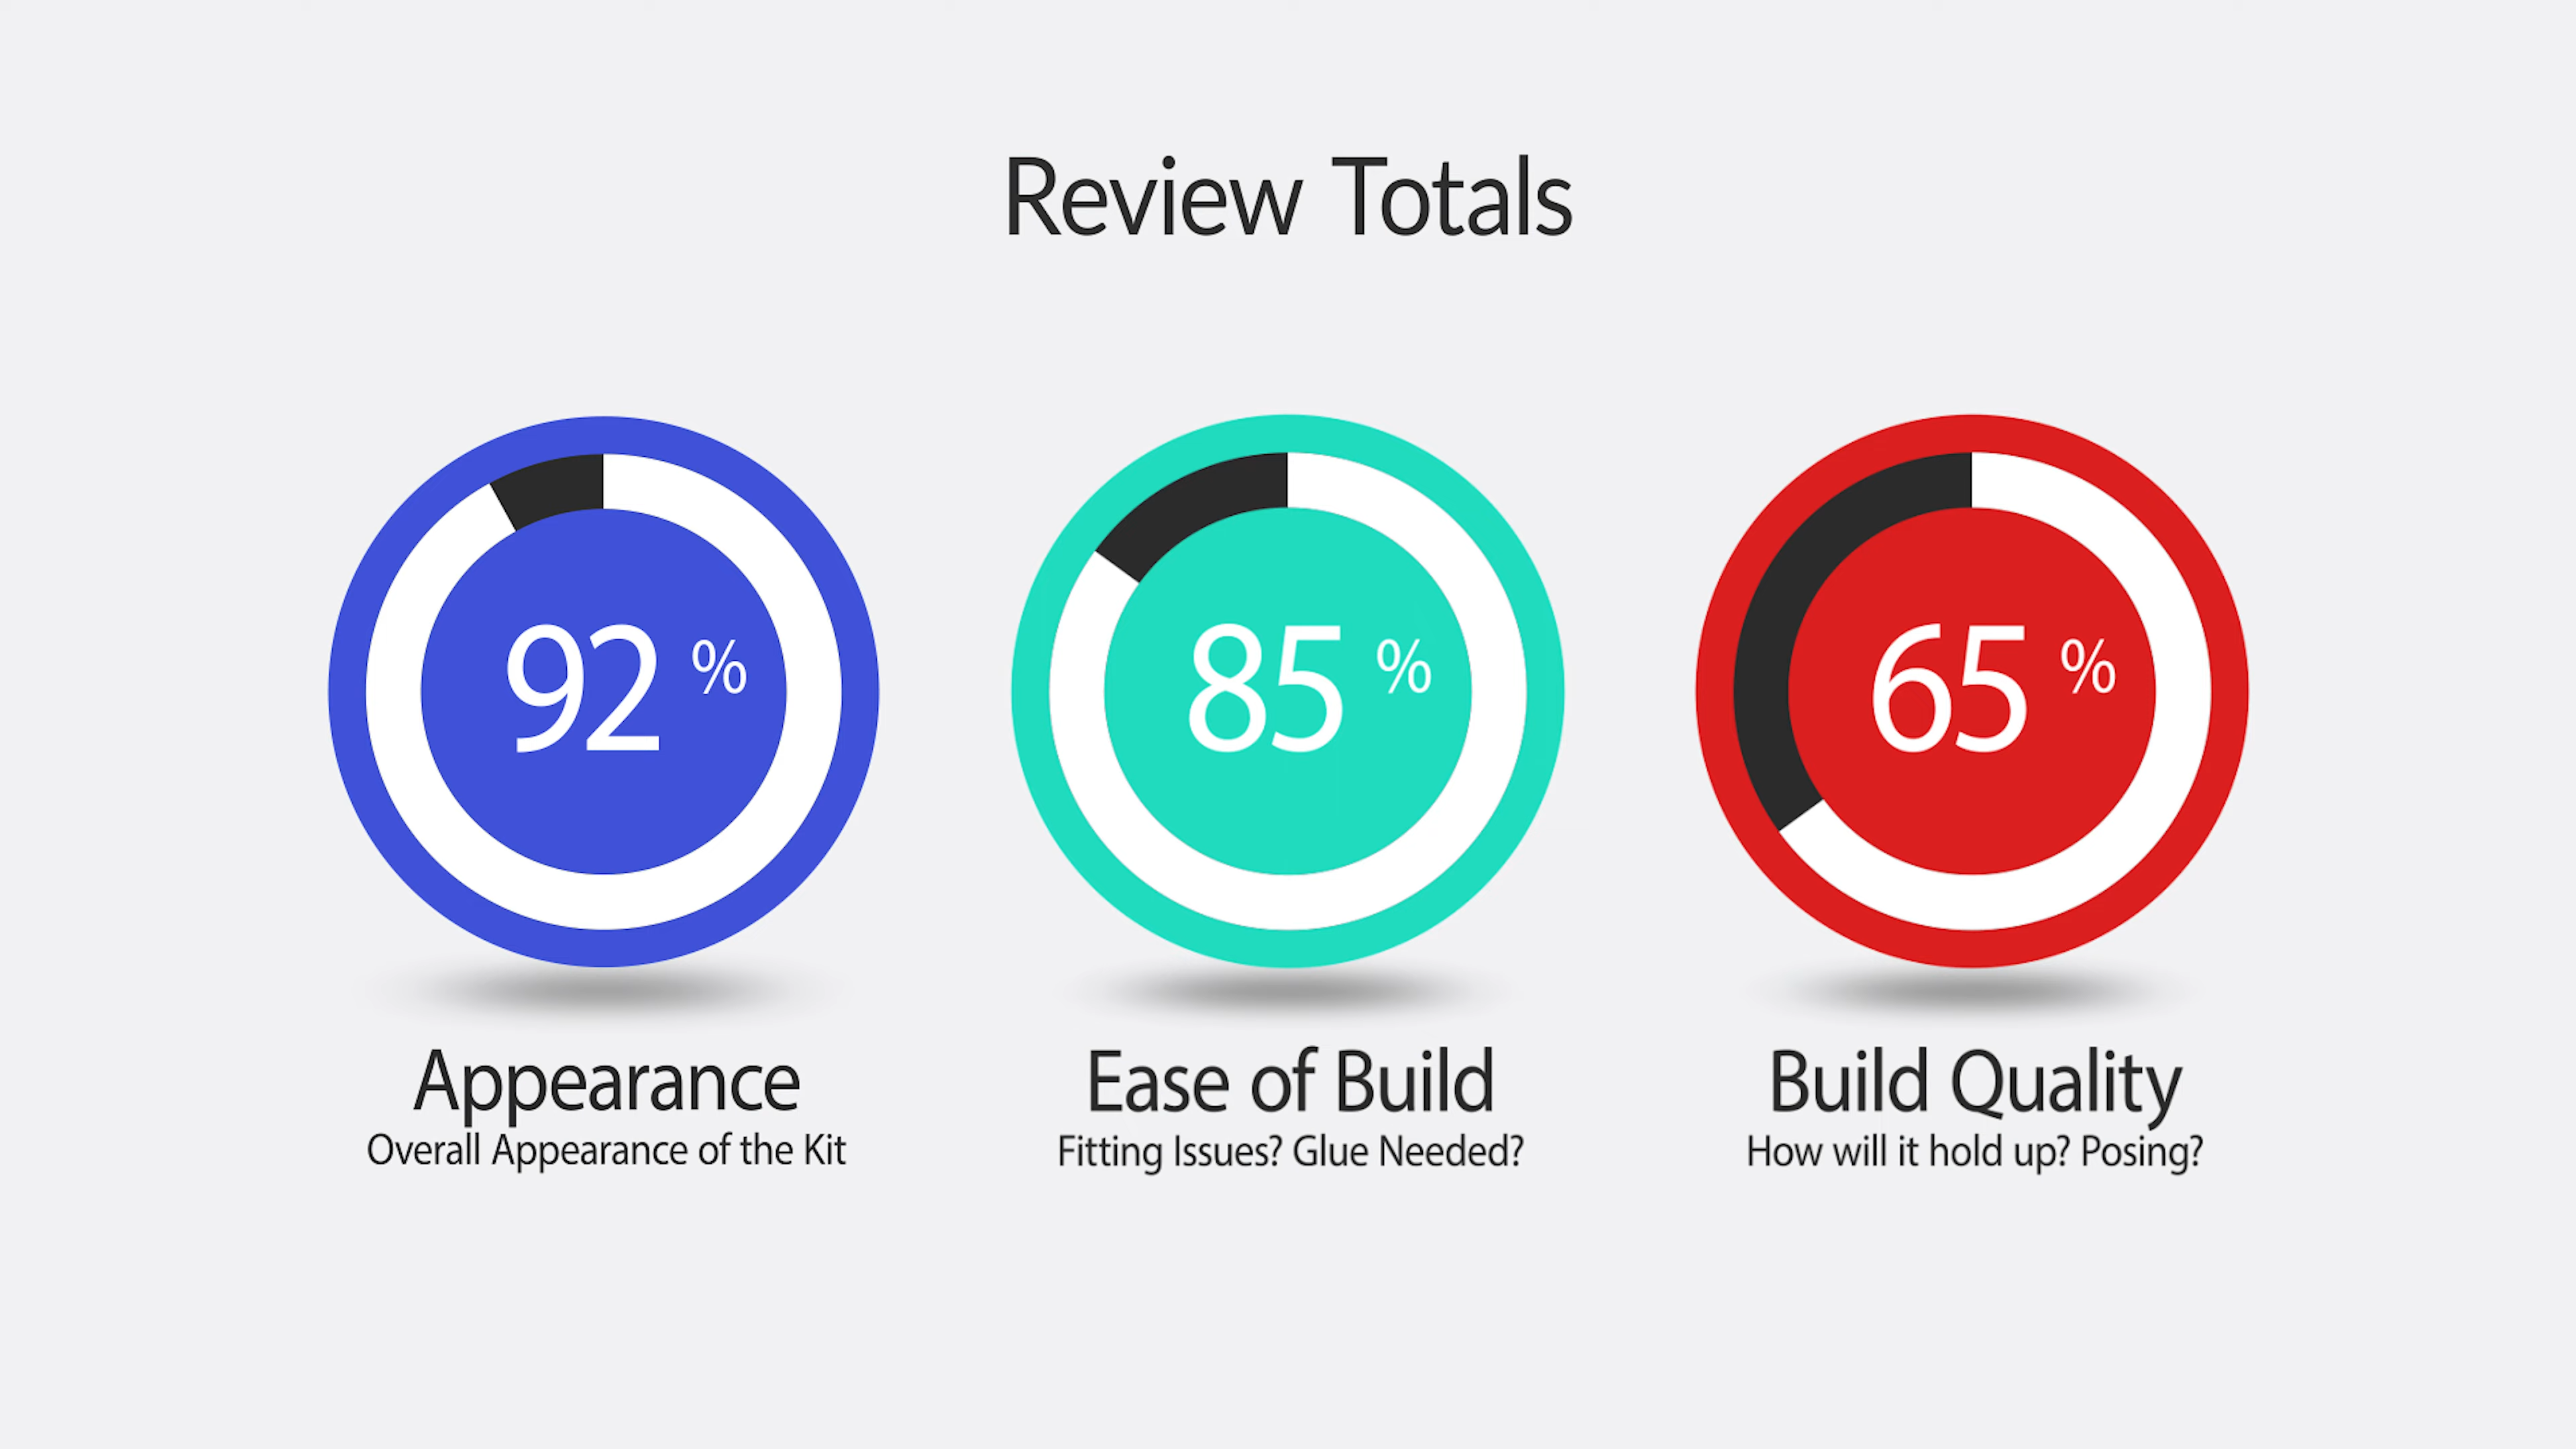 Review Totals
92 %
85 %
65 %
Appearance
Overall Appearance of the Kit
Ease of Build
Fitting Issues? Glue Needed?
Build Quality
How will it hold up? Posing?